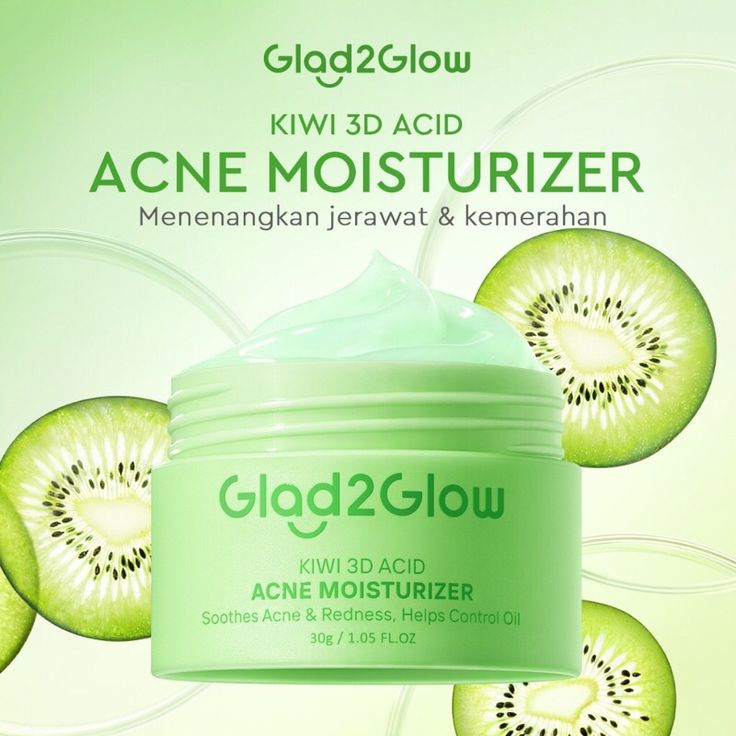 Glad2Glow
KIWI 3D ACID
ACNE MOISTURIZER
Menenangkan jerawat & kemerahan
Glad2Glow
KIWI 3D ACID
ACNE MOISTURIZER
Soothes Acne & Redness, Helps Control Oil
30g / 1.05 FL.OZ